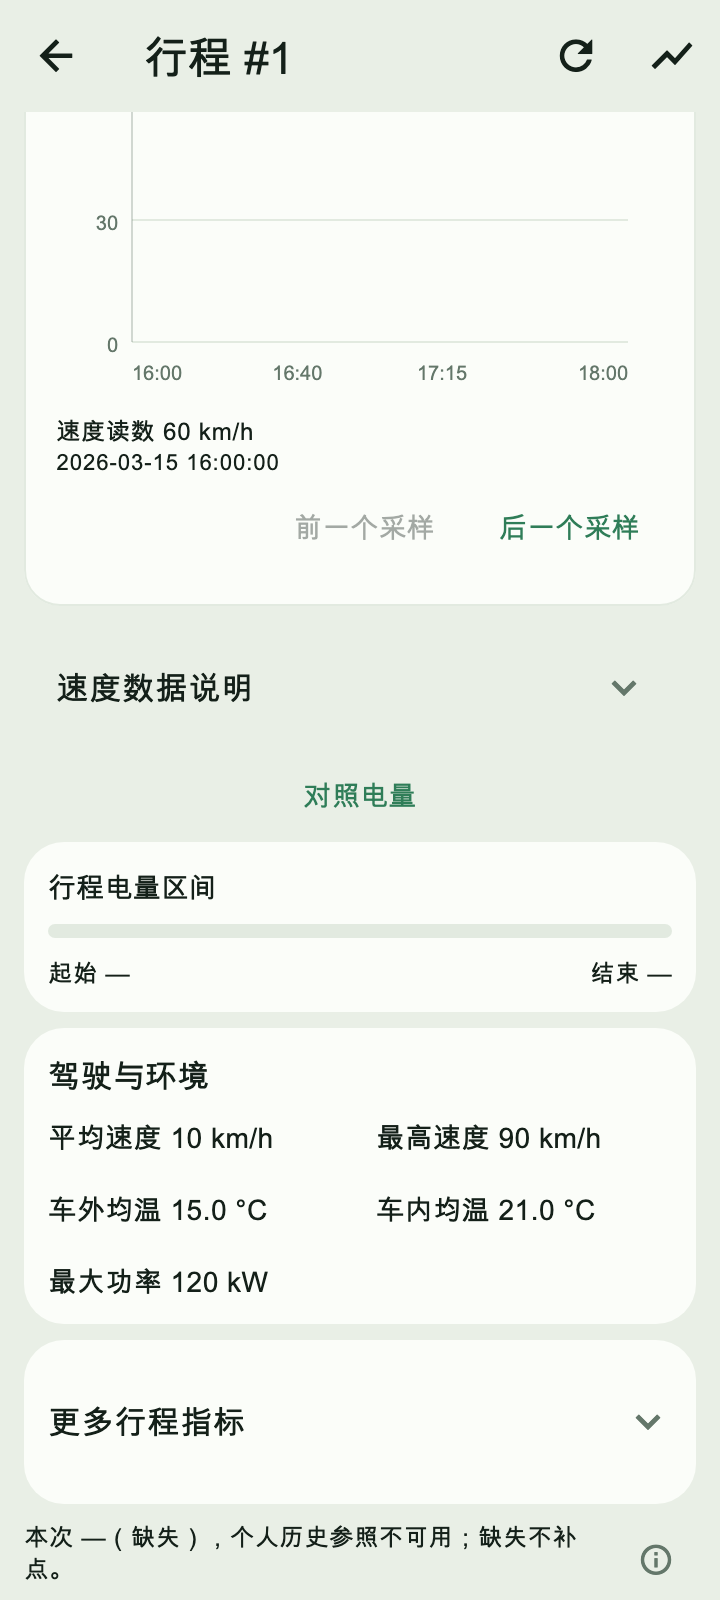 行程 #1
30
0
16:00 16:40 17:15 18:00
速度读数 60 km/h
2026-03-15 16:00:00
前一个采样 后一个采样
速度数据说明
对照电量
行程电量区间
起始 — 结束 —
驾驶与环境
平均速度 10 km/h 最高速度 90 km/h
车外均温 15.0 °C 车内均温 21.0 °C
最大功率 120 kW
更多行程指标
本次 —（缺失），个人历史参照不可用；缺失不补
点。